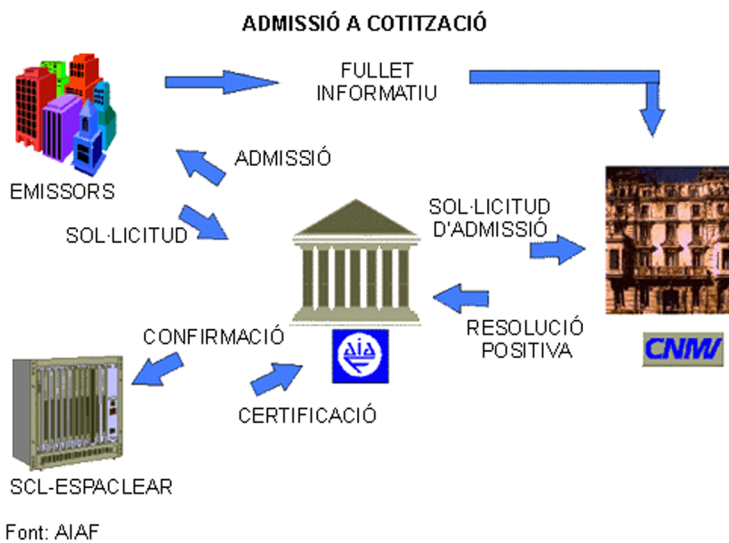 ADMISSIÓ A COTITZACIÓ
FULLET
INFORMATIU
ADMISSIÓ
EMISSORS
SOL·LICITUD
SOL·LICITUD
D'ADMISSIÓ
RESOLUCIÓ
POSITIVA
CONFIRMACIÓ
CERTIFICACIÓ
CNMV
SCL-ESPACLEAR
Font: AIAF